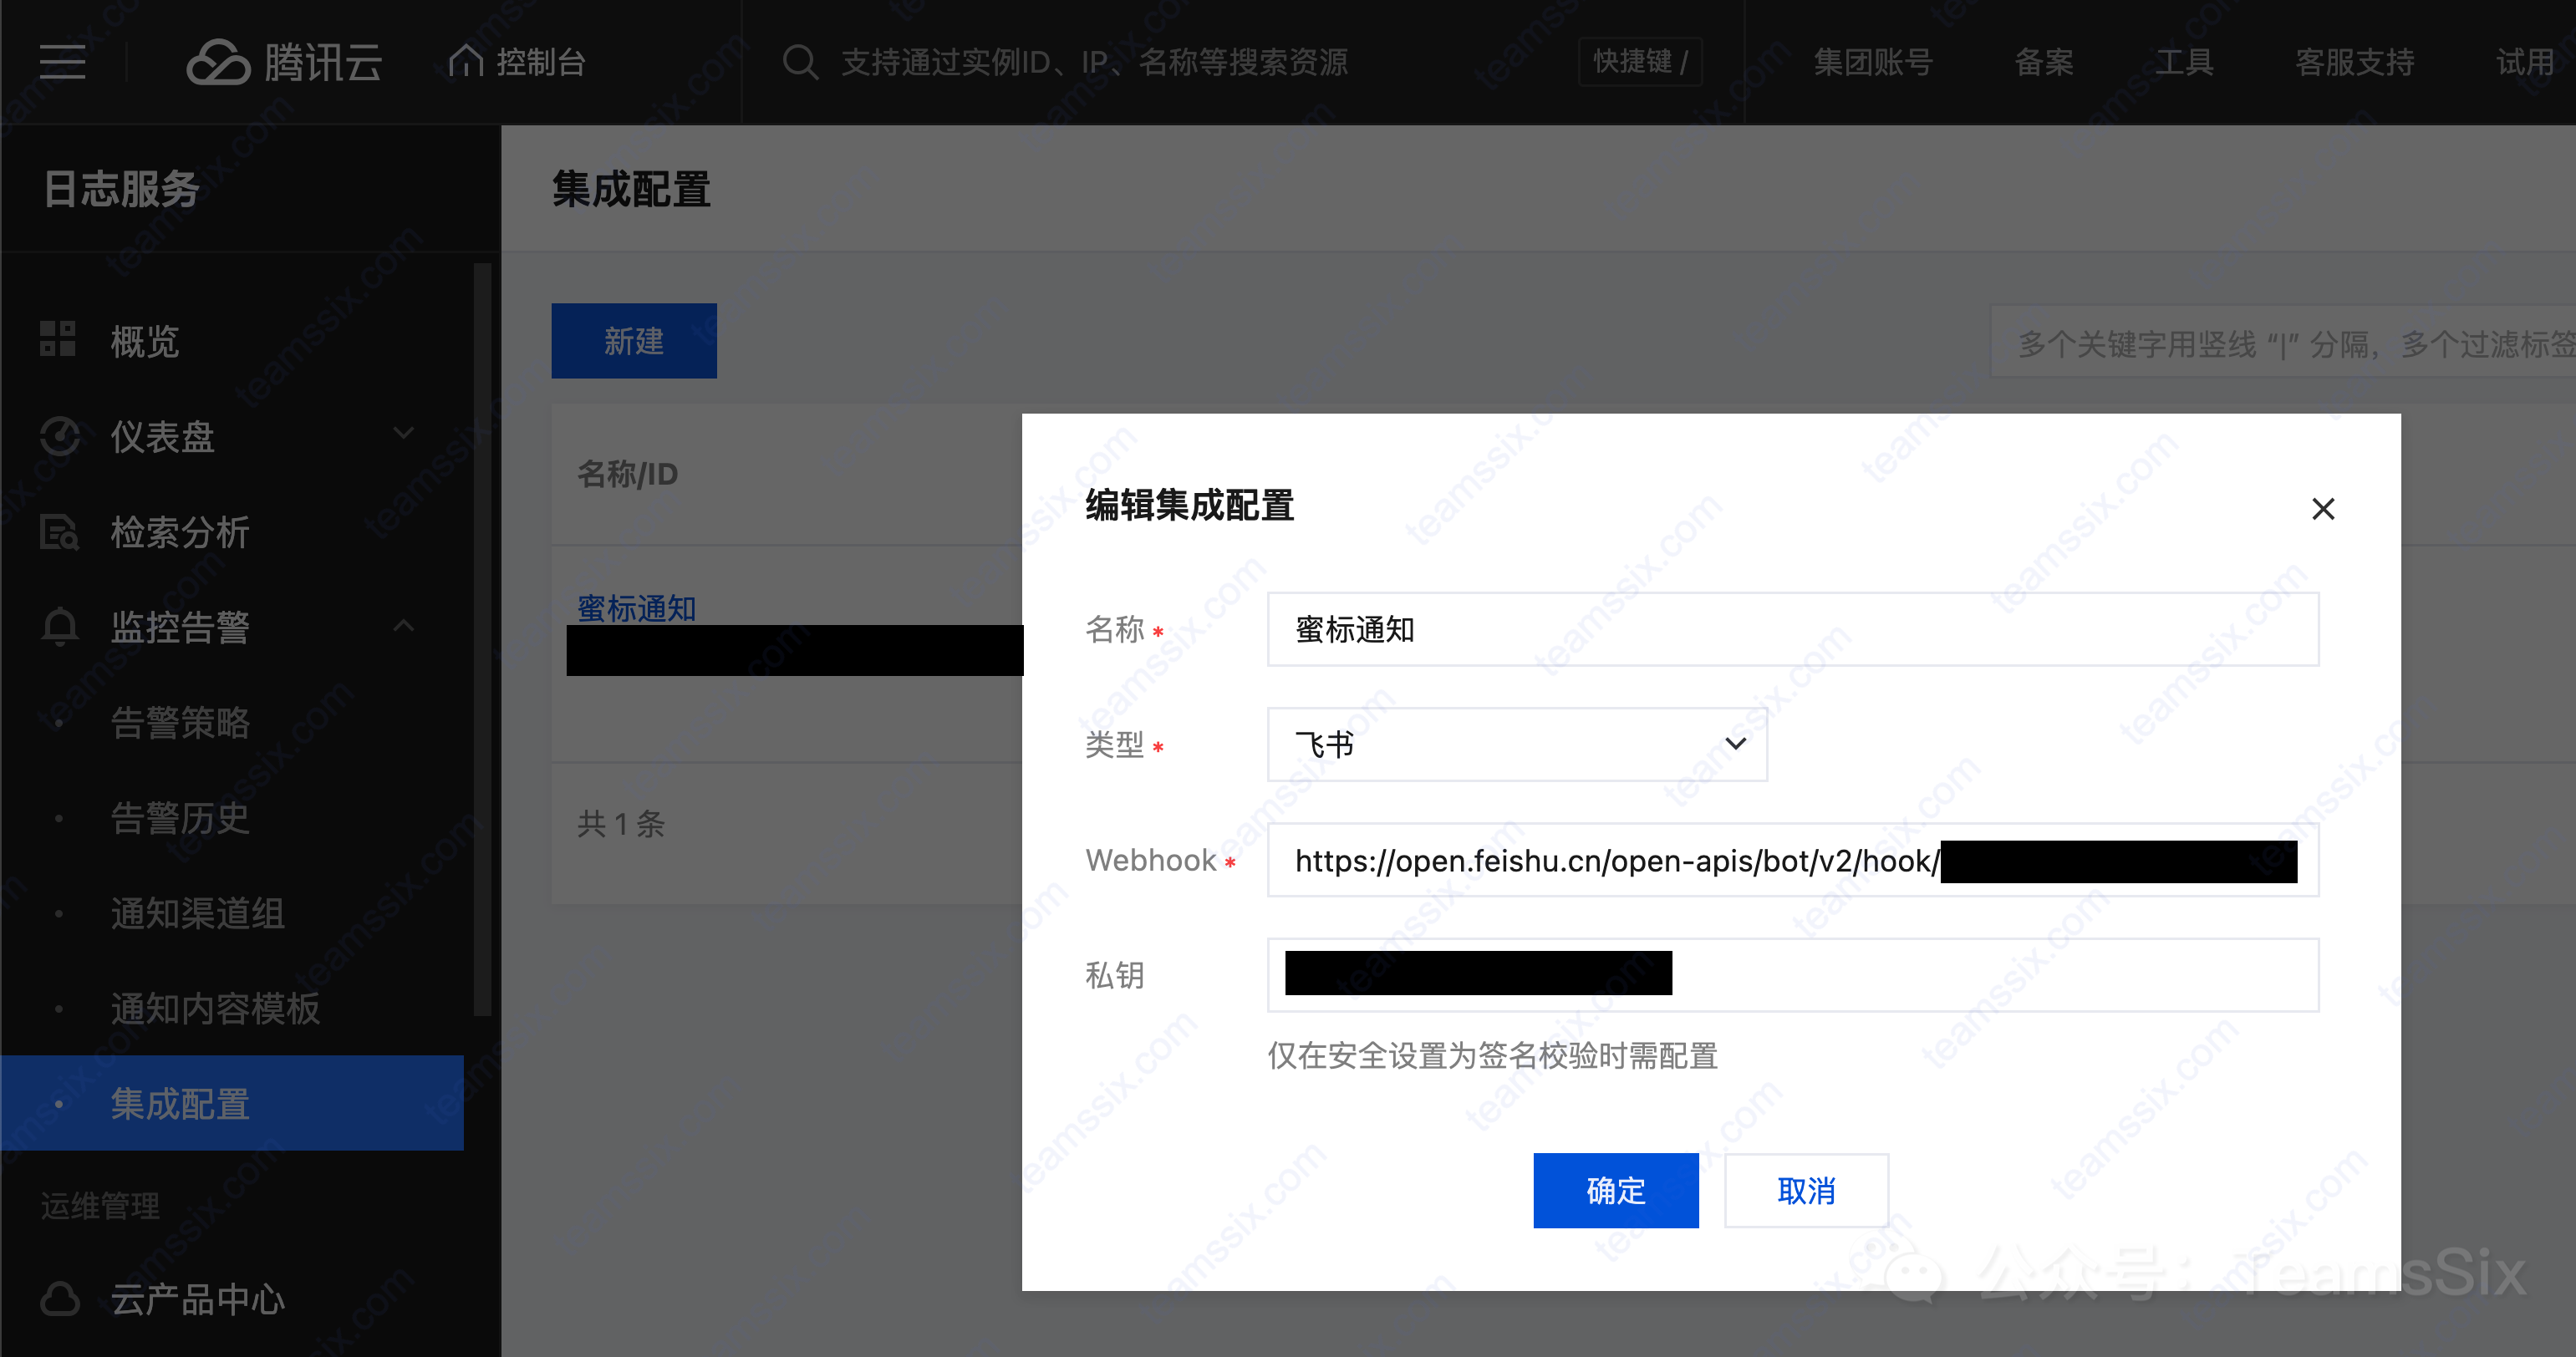 腾讯云
控制台
支持通过实例ID、IP、名称等搜索资源
快捷键 /
集团账号
备案
工具
客服支持
试用
日志服务
集成配置
概览
仪表盘
检索分析
监控告警
告警策略
告警历史
通知渠道组
通知内容模板
集成配置
运维管理
云产品中心
新建
多个关键字用竖线 “|” 分隔，多个过滤标签
名称/ID
蜜标通知
共 1 条
编辑集成配置
名称 *
蜜标通知
类型 *
飞书
Webhook *
https://open.feishu.cn/open-apis/bot/v2/hook/
私钥
仅在安全设置为签名校验时需配置
确定
取消
公众号：TeamsSix
teamssix.com